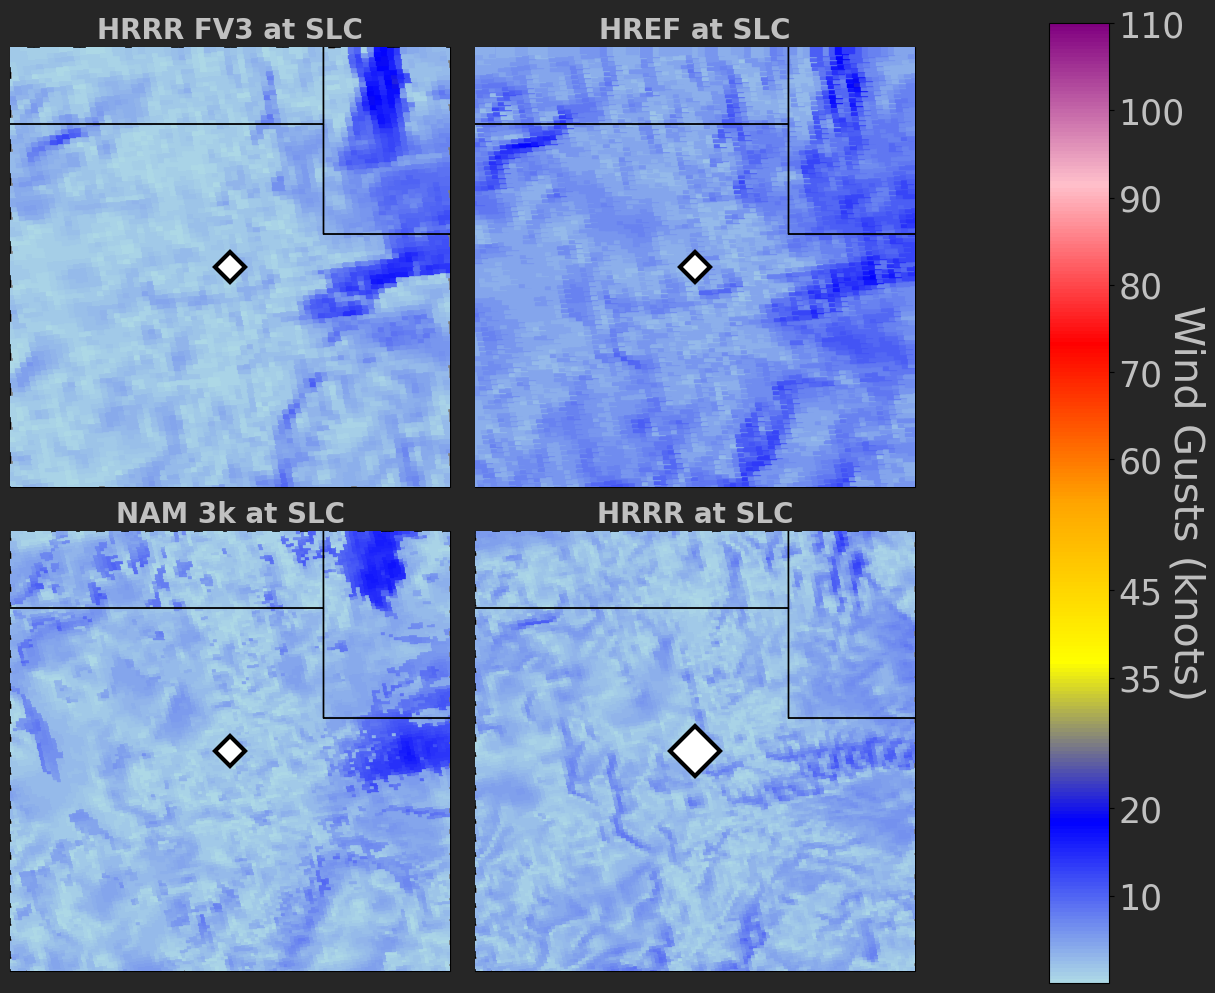 HRRR FV3 at SLC
HREF at SLC
NAM 3k at SLC
HRRR at SLC
110
100
90
80
70
60
45
35
20
10
Wind Gusts (knots)